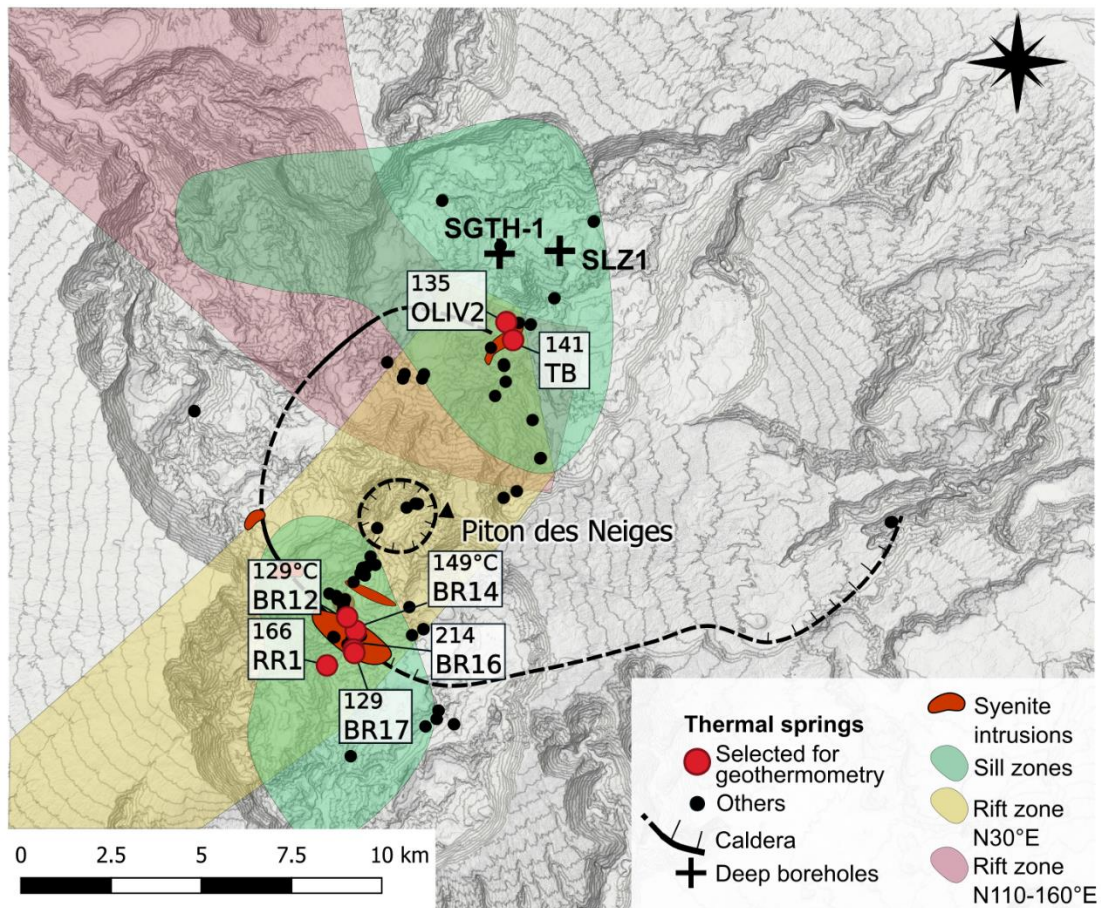 SGTH-1
SLZ1
135
OLIV2
141
TB
Piton des Neiges
129°C
BR12
149°C
BR14
166
RR1
214
BR16
129
BR17
Thermal springs
Selected for
geothermometry
Others
Caldera
Deep boreholes
Syenite
intrusions
Sill zones
Rift zone
N30°E
Rift zone
N110-160°E
0 2.5 5 7.5 10 km